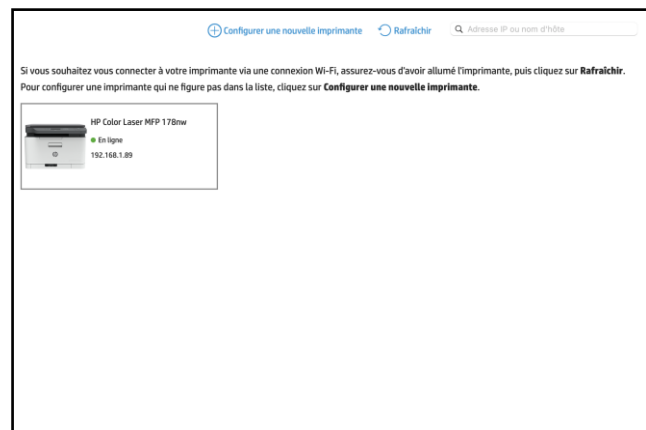 Configurer une nouvelle imprimante Rafraîchir Adresse IP ou nom d'hôte
Si vous souhaitez vous connecter à votre imprimante via une connexion Wi-Fi, assurez-vous d'avoir allumé l'imprimante, puis cliquez sur Rafraîchir.
Pour configurer une imprimante qui ne figure pas dans la liste, cliquez sur Configurer une nouvelle imprimante.
HP Color Laser MFP 178nw
En ligne
192.168.1.89